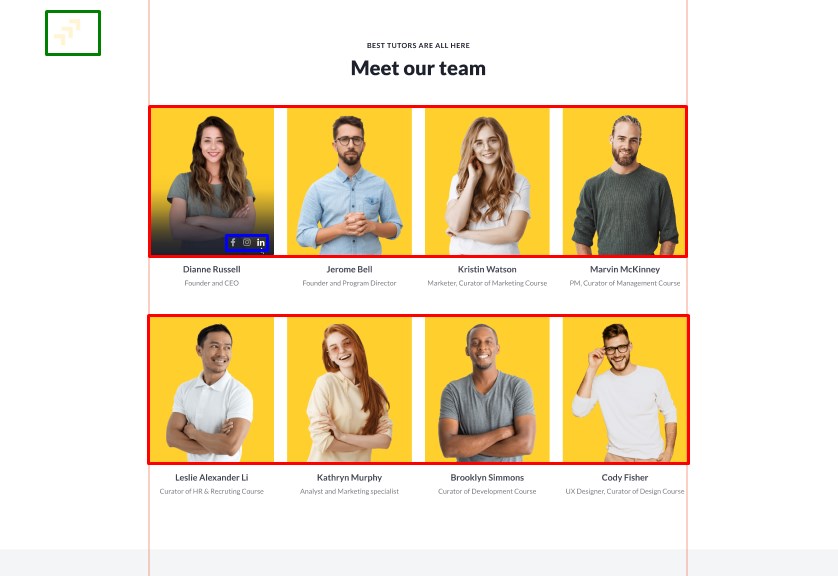 BEST TUTORS ARE ALL HERE
Meet our team
Dianne Russell
Founder and CEO
Jerome Bell
Founder and Program Director
Kristin Watson
Marketer, Curator of Marketing Course
Marvin McKinney
PM, Curator of Management Course
Leslie Alexander Li
Curator of HR & Recruting Course
Kathryn Murphy
Analyst and Marketing specialist
Brooklyn Simmons
Curator of Development Course
Cody Fisher
UX Designer, Curator of Design Course